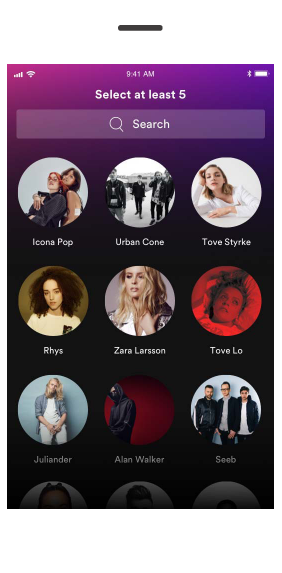 9:41 AM
Select at least 5
Search
Icona Pop
Urban Cone
Tove Styrke
Rhys
Zara Larsson
Tove Lo
Juliander
Alan Walker
Seeb